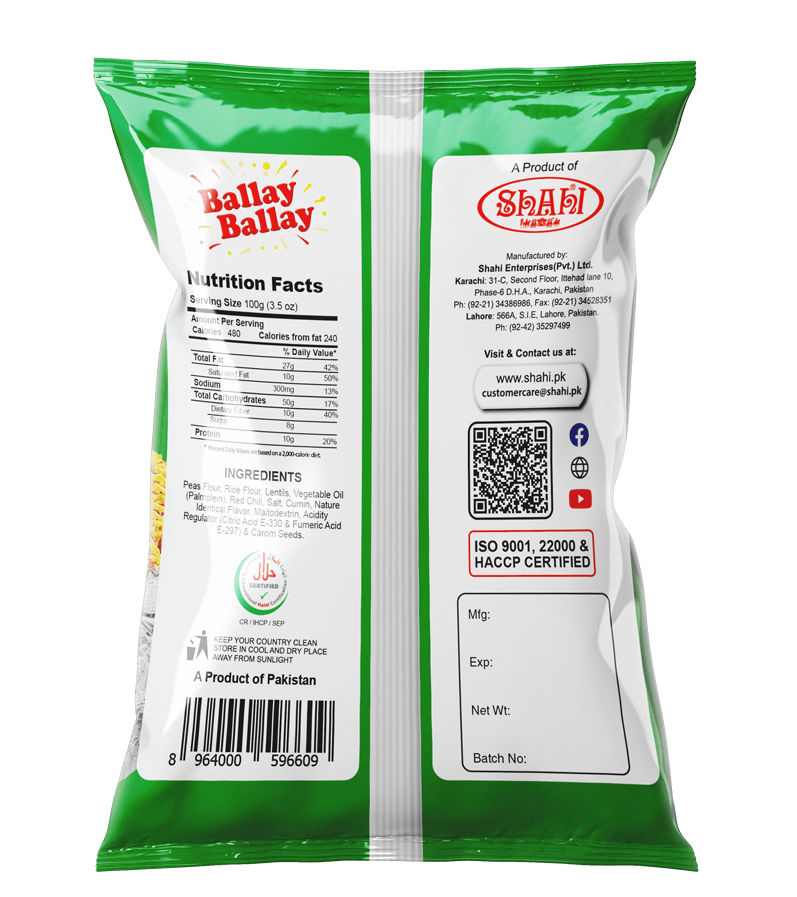 Ballay
Ballay
Nutrition Facts
Serving Size 100g (3.5 oz)
Amount Per Serving
Calories 480 Calories from fat 240
% Daily Value*
Total Fat 27g 42%
Saturated Fat 10g 50%
Sodium 300mg 13%
Total Carbohydrates 50g 17%
Dietary Fiber 10g 40%
Sugar 8g
Protein 10g 20%
* Percent Daily Values are based on a 2,000-calorie diet.
INGREDIENTS
Peas Flour, Rice Flour, Lentils, Vegetable Oil
(Palmolein), Red Chili, Salt, Cumin, Nature
Identical Flavor, Maltodextrin, Acidity
Regulator (Citric Acid E-330 & Fumeric Acid
E-297) & Carom Seeds.
حلال
CERTIFIED
CR / IHCP / SEP
KEEP YOUR COUNTRY CLEAN
STORE IN COOL AND DRY PLACE
AWAY FROM SUNLIGHT
A Product of Pakistan
8 964000 596609
A Product of
SHAHI®
Manufactured by:
Shahi Enterprises(Pvt.) Ltd.
Karachi: 31-C, Second Floor, Ittehad lane 10,
Phase-6 D.H.A., Karachi, Pakistan
Ph: (92-21) 34386986, Fax: (92-21) 34528351
Lahore: 566A, S.I.E, Lahore, Pakistan.
Ph: (92-42) 35297499
Visit & Contact us at:
www.shahi.pk
customercare@shahi.pk
ISO 9001, 22000 &
HACCP CERTIFIED
Mfg:
Exp:
Net Wt:
Batch No: